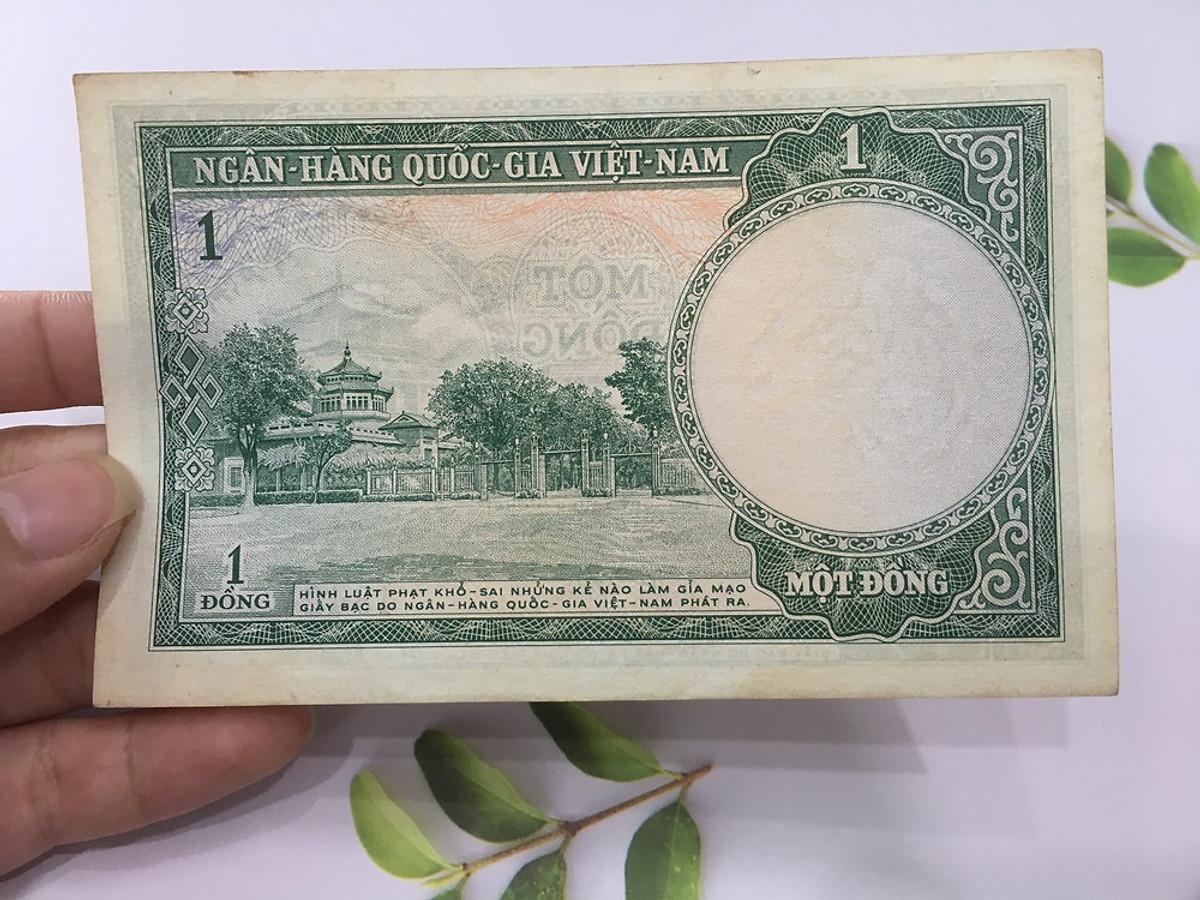 NGÂN-HÀNG QUỐC-GIA VIỆT-NAM
1
1
MỘT
ĐỒNG
1
ĐỒNG
HÌNH LUẬT PHẠT KHỔ-SAI NHỮNG KẺ NÀO LÀM GỈA MẠO
GIẤY BẠC DO NGÂN-HÀNG QUỐC-GIA VIỆT-NAM PHÁT RA.
MỘT ĐỒNG